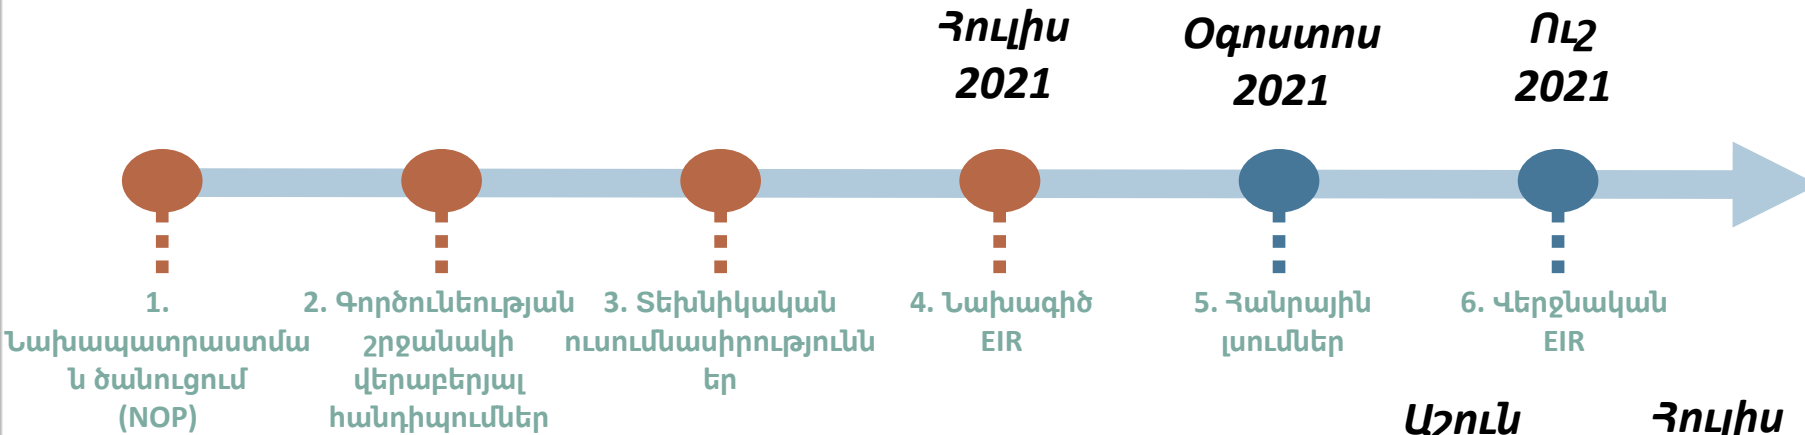 Հուլիս
2021
Օգոստոս
2021
Ուշ
2021
1.
Նախապատրաստմա
ն ծանուցում
(NOP)
2. Գործունեության
շրջանակի
վերաբերյալ
հանդիպումներ
3. Տեխնիկական
ուսումնասիրությունն
եր
4. Նախագիծ
EIR
5. Հանրային
լսումներ
6. Վերջնական
EIR
Աշուն
Հուլիս